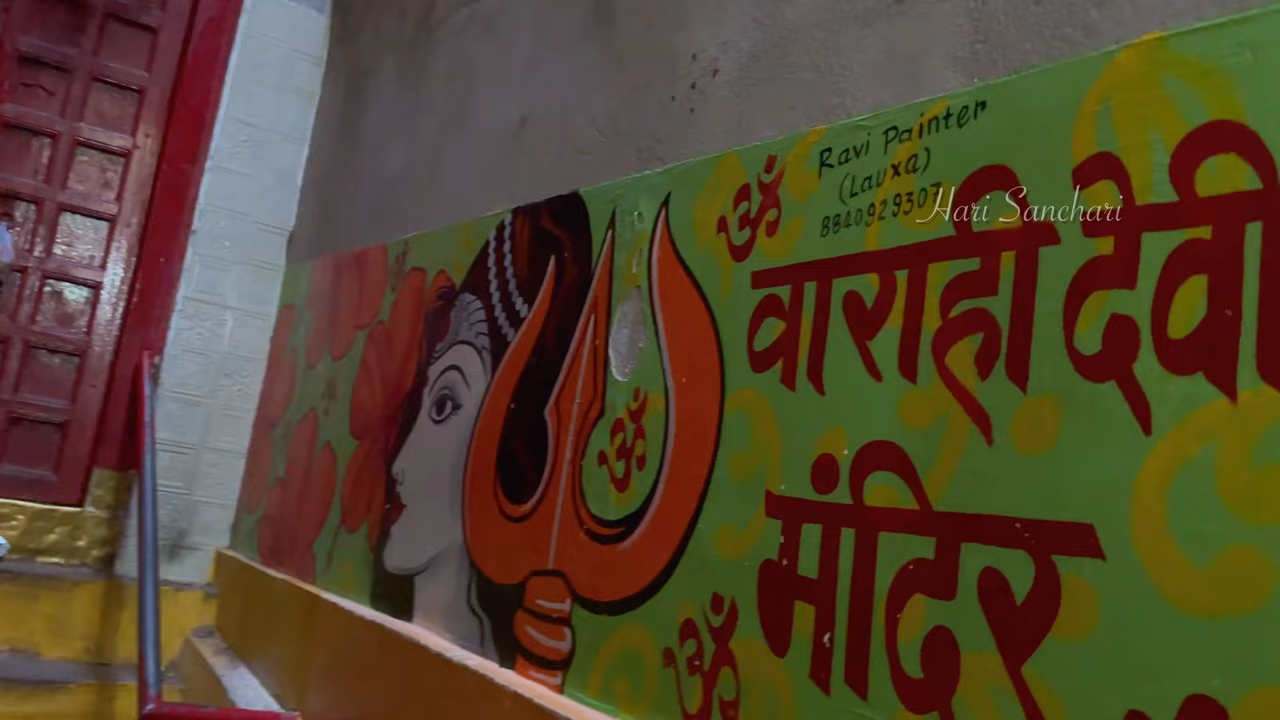 Ravi Painter
(Lauxa)
8840929307
Hari Sanchari
ॐ
वाराही देवी
ॐ
मंदिर
ॐ